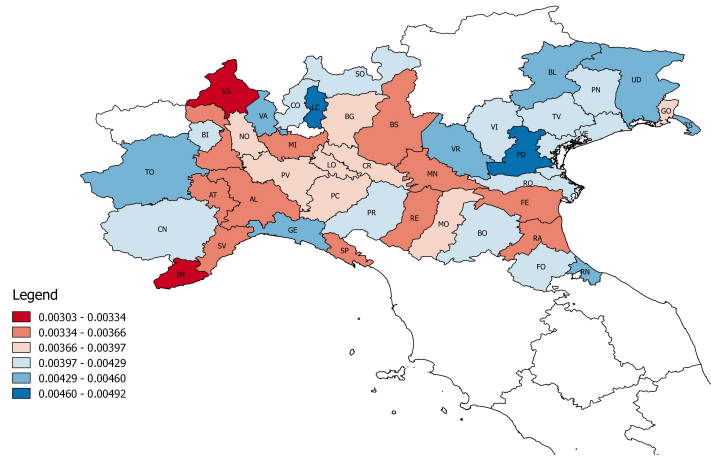 SO
VB
BL
UD
PN
CO
LC
VA
BG
TV
BS
GO
TS
VI
VE
BI
NO
MI
VR
PD
LO
CR
TO
PV
MN
RO
AT
AL
PC
FE
PR
RE
MO
CN
GE
BO
RA
SV
SP
FO
RN
IM
Legend
0.00303 - 0.00334
0.00334 - 0.00366
0.00366 - 0.00397
0.00397 - 0.00429
0.00429 - 0.00460
0.00460 - 0.00492